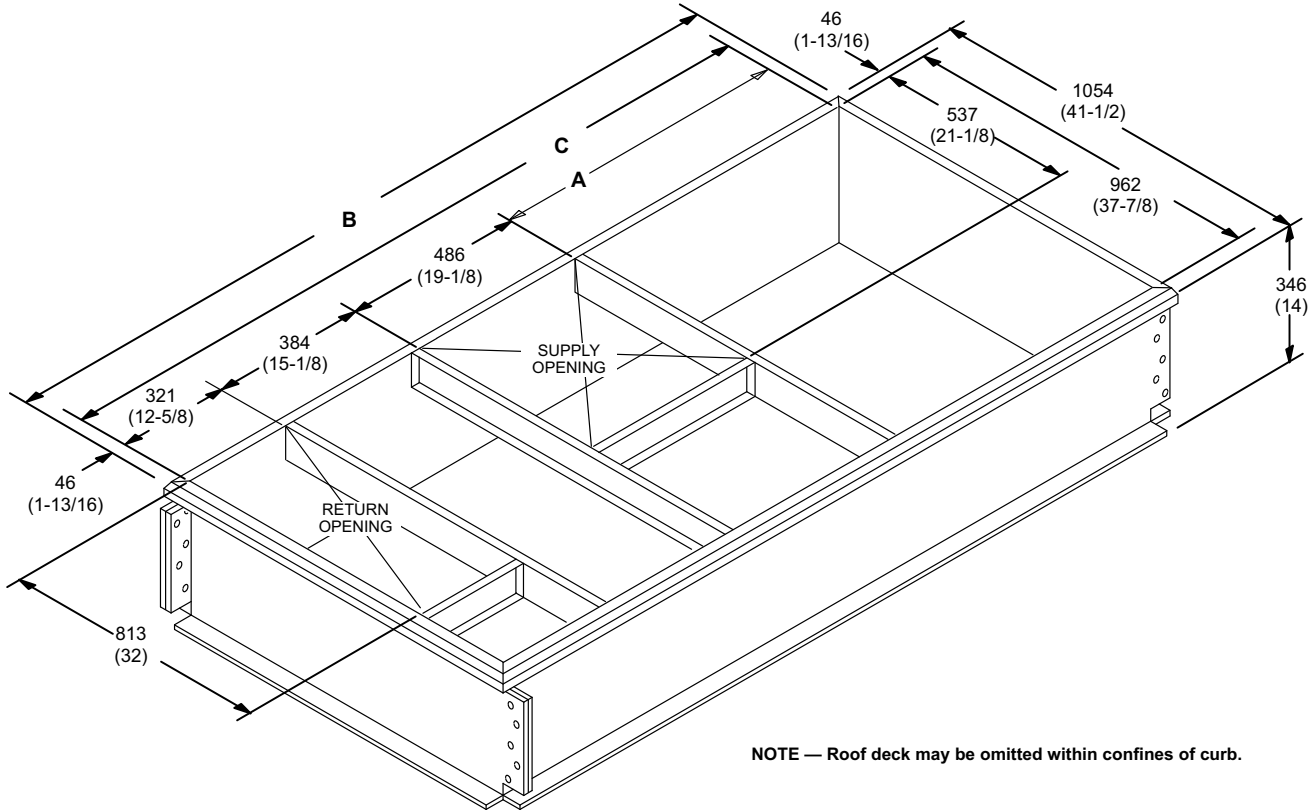 46
(1-13/16)
1054
(41-1/2)
537
(21-1/8)
C
A
962
(37-7/8)
B
486
(19-1/8)
346
(14)
384
(15-1/8)
SUPPLY
OPENING
321
(12-5/8)
46
(1-13/16)
RETURN
OPENING
813
(32)
NOTE — Roof deck may be omitted within confines of curb.